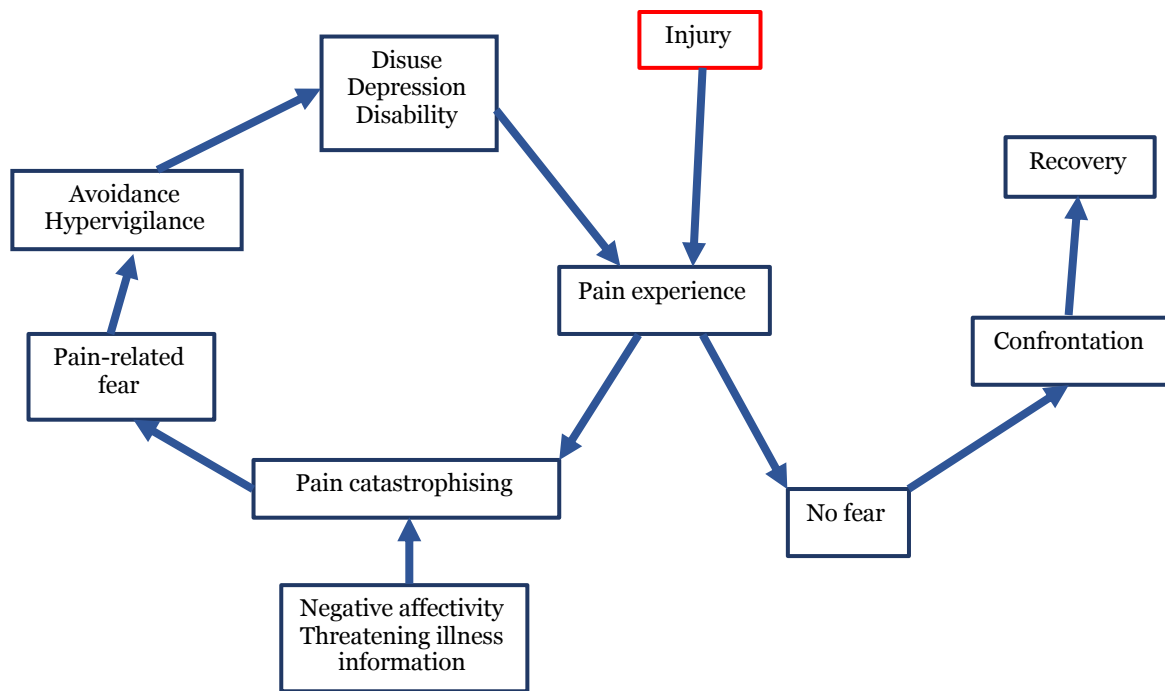 Injury
Disuse
Depression
Disability
Recovery
Avoidance
Hypervigilance
Pain experience
Confrontation
Pain-related
fear
Pain catastrophising
No fear
Negative affectivity
Threatening illness
information